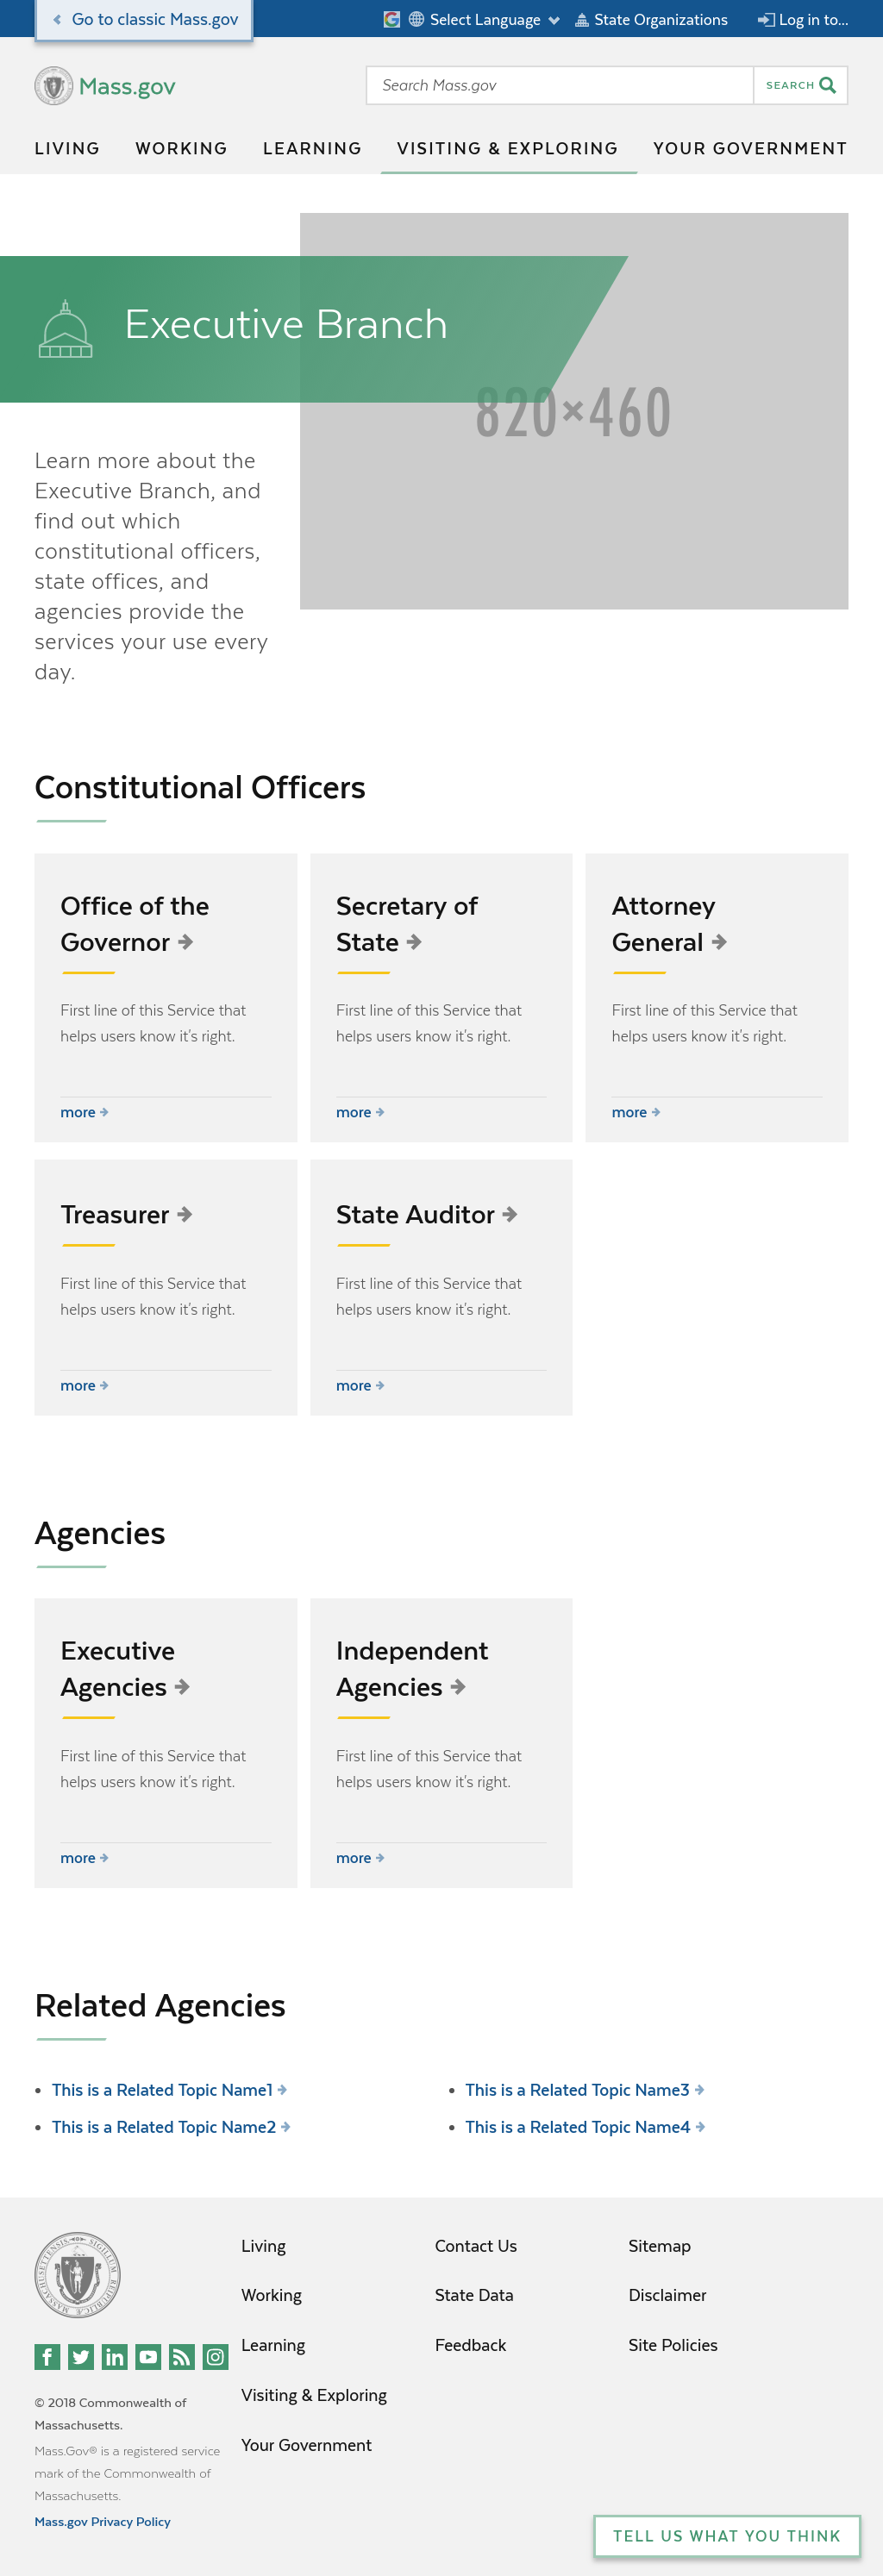 Go to classic Mass.gov
Select Language
State Organizations
Log in to...
Mass.gov
Search Mass.gov
SEARCH
LIVING
WORKING
LEARNING
VISITING & EXPLORING
YOUR GOVERNMENT
Executive Branch
820×460
Learn more about the
Executive Branch, and
find out which
constitutional officers,
state offices, and
agencies provide the
services your use every
day.
Constitutional Officers
Office of the
Governor
First line of this Service that
helps users know it's right.
more
Secretary of
State
First line of this Service that
helps users know it's right.
more
Attorney
General
First line of this Service that
helps users know it's right.
more
Treasurer
First line of this Service that
helps users know it's right.
more
State Auditor
First line of this Service that
helps users know it's right.
more
Agencies
Executive
Agencies
First line of this Service that
helps users know it's right.
more
Independent
Agencies
First line of this Service that
helps users know it's right.
more
Related Agencies
This is a Related Topic Name1
This is a Related Topic Name2
This is a Related Topic Name3
This is a Related Topic Name4
Living
Working
Learning
Visiting & Exploring
Your Government
Contact Us
State Data
Feedback
Sitemap
Disclaimer
Site Policies
© 2018 Commonwealth of
Massachusetts.
Mass.Gov® is a registered service
mark of the Commonwealth of
Massachusetts.
Mass.gov Privacy Policy
TELL US WHAT YOU THINK